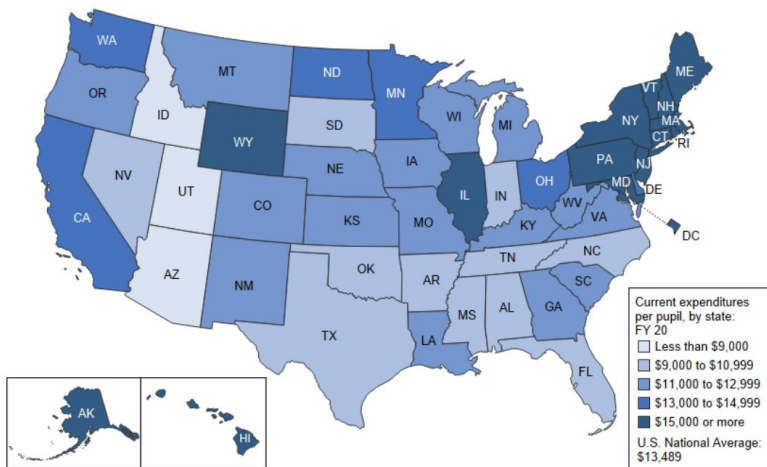 WA
MT
ND
MN
ME
VT
NH
OR
ID
SD
WI
MI
NY
MA
CT
RI
WY
IA
PA
NJ
NV
NE
IL
IN
OH
MD
DE
UT
CO
WV
VA
DC
CA
KS
MO
KY
AZ
NM
OK
AR
TN
NC
SC
MS
AL
GA
TX
LA
FL
AK
HI
Current expenditures
per pupil, by state:
FY 20
Less than $9,000
$9,000 to $10,999
$11,000 to $12,999
$13,000 to $14,999
$15,000 or more
U.S. National Average:
$13,489